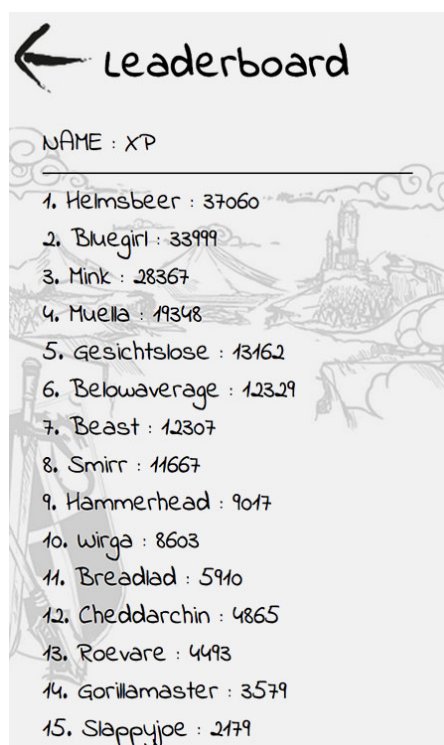 Leaderboard
NAME : XP
1. Helmsbeer : 37060
2. Bluegirl : 33999
3. Mink : 28367
4. Muella : 19348
5. Gesichtslose : 13162
6. Belowaverage : 12329
7. Beast : 12307
8. Smirr : 11667
9. Hammerhead : 9017
10. Wirga : 8603
11. Breadlad : 5910
12. Cheddarchin : 4865
13. Roevare : 4493
14. Gorillamaster : 3579
15. Slappyjoe : 2179